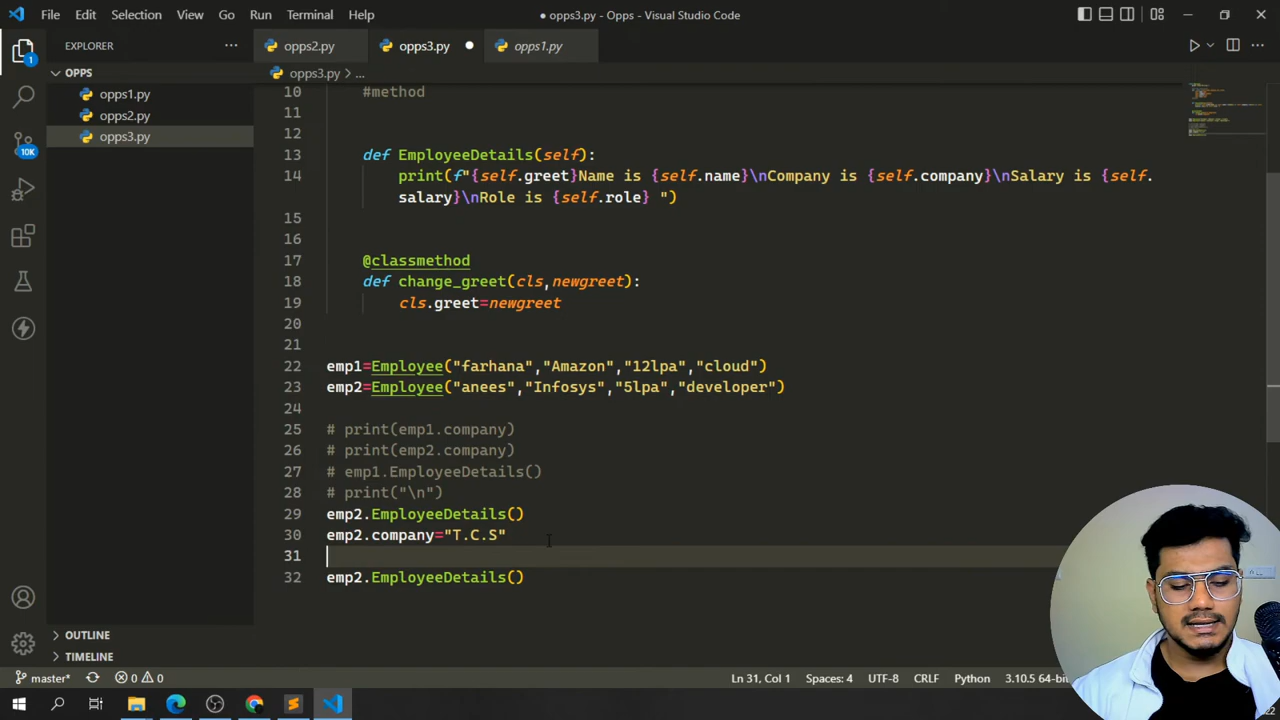 File Edit Selection View Go Run Terminal Help
● opps3.py - Opps - Visual Studio Code
EXPLORER
opps2.py
opps3.py
opps1.py
OPPS
opps3.py > ...
opps1.py
opps2.py
opps3.py
10 #method
11
12
13 def EmployeeDetails(self):
14 print(f"{self.greet}Name is {self.name}\nCompany is {self.company}\nSalary is {self.
salary}\nRole is {self.role} ")
15
16
17 @classmethod
18 def change_greet(cls,newgreet):
19 cls.greet=newgreet
20
21
22 emp1=Employee("farhana","Amazon","12lpa","cloud")
23 emp2=Employee("anees","Infosys","5lpa","developer")
24
25 # print(emp1.company)
26 # print(emp2.company)
27 # emp1.EmployeeDetails()
28 # print("\n")
29 emp2.EmployeeDetails()
30 emp2.company="T.C.S"
31
32 emp2.EmployeeDetails()
1
10K
OUTLINE
TIMELINE
master* 0 0 Ln 31, Col 1 Spaces: 4 UTF-8 CRLF Python 3.10.5 64-bit